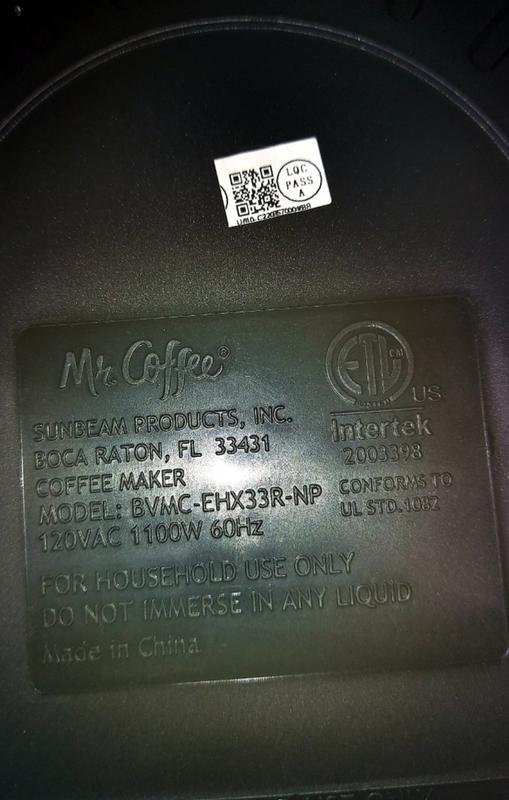 LQC
PASS
A
Mr. Coffee®
SUNBEAM PRODUCTS, INC.
BOCA RATON, FL 33431
COFFEE MAKER
MODEL: BVMC-EHX33R-NP
120VAC 1100W 60Hz
FOR HOUSEHOLD USE ONLY
DO NOT IMMERSE IN ANY LIQUID
Made in China
ETL CM
US
Intertek
2003398
CONFORMS TO
UL STD.1082